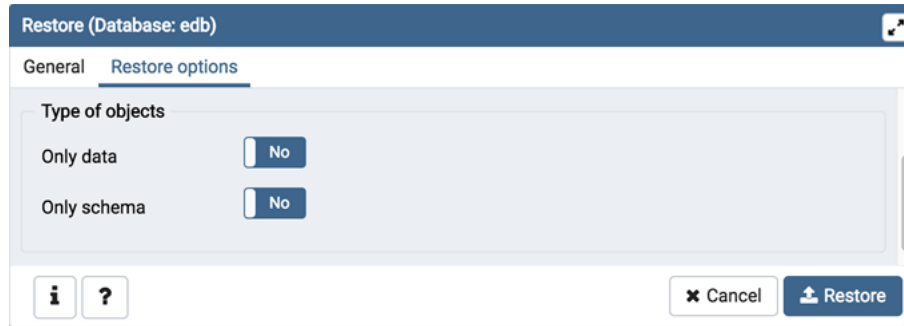 Restore (Database: edb)
General Restore options
Type of objects
Only data No
Only schema No
i ? Cancel Restore